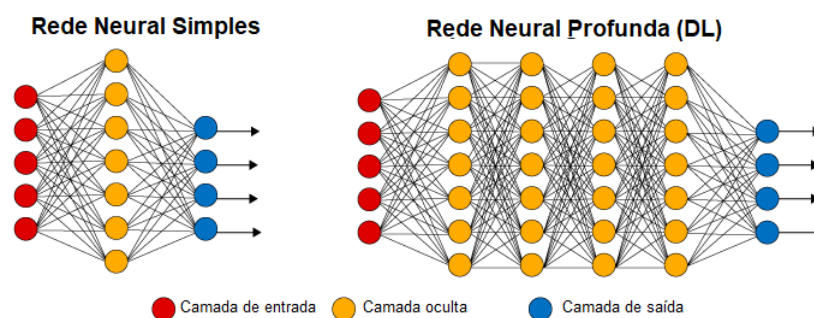 Rede Neural Simples
Rede Neural Profunda (DL)
Camada de entrada
Camada oculta
Camada de saída